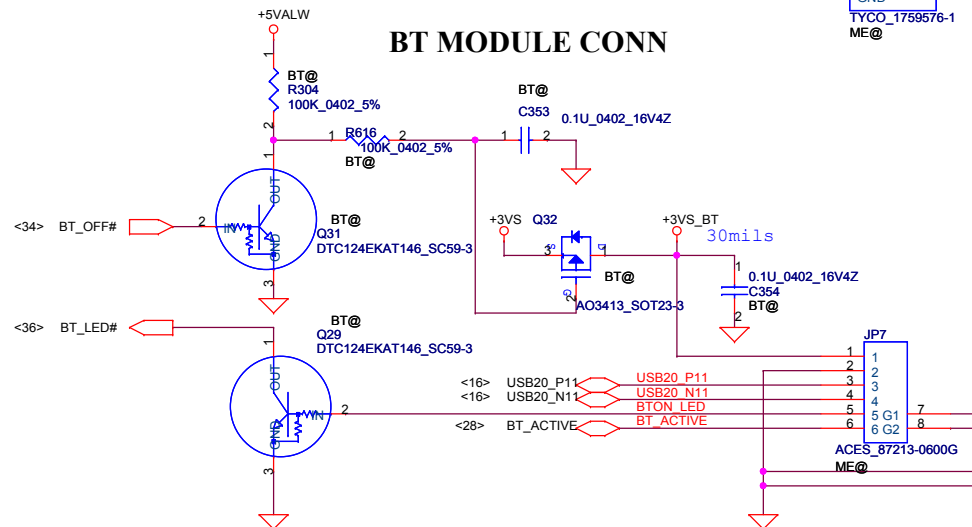 GND
TYCO_1759576-1
ME@
+5VALW
BT MODULE CONN
1
BT@
R304
100K_0402_5%
2
BT@
C353
0.1U_0402_16V4Z
1
2
1
R616
2
100K_0402_5%
BT@
1
OUT
IN
GND
2
3
BT@
Q31
DTC124EKAT146_SC59-3
<34>
BT_OFF#
+3VS
Q32
+3VS_BT
30mils
3
S
D
1
G
2
BT@
AO3413_SOT23-3
1
0.1U_0402_16V4Z
C354
BT@
2
<36>
BT_LED#
BT@
Q29
DTC124EKAT146_SC59-3
1
OUT
IN
GND
2
3
JP7
1
1
2
2
<16>
USB20_P11
USB20_P11
3
3
<16>
USB20_N11
USB20_N11
4
4
BTON_LED
5
5
G1
7
<28>
BT_ACTIVE
BT_ACTIVE
6
6
G2
8
ACES_87213-0600G
ME@